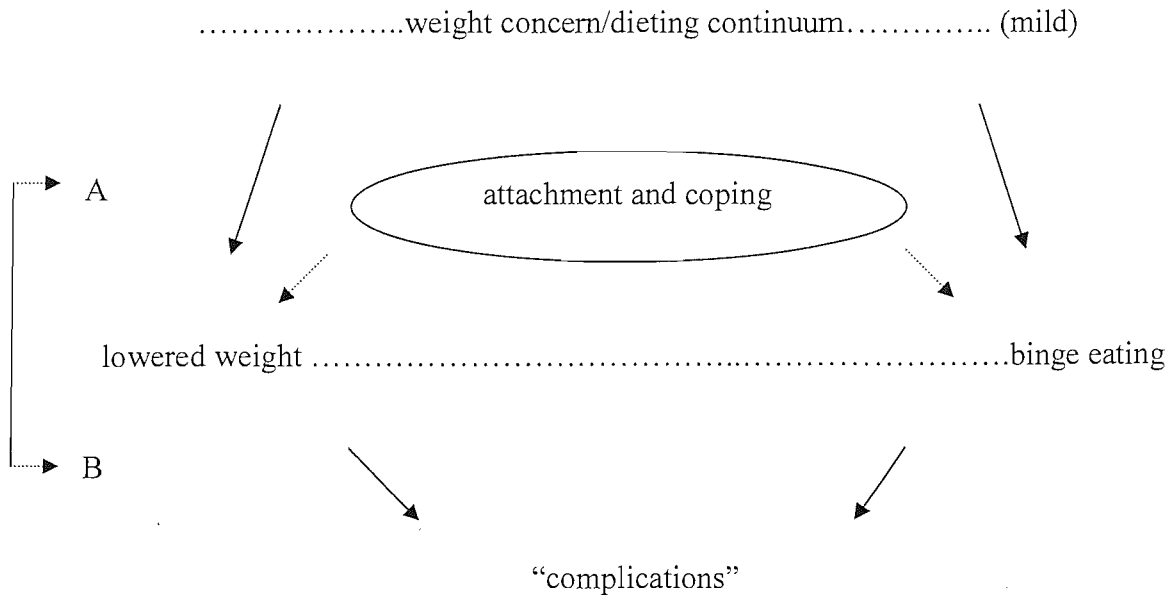 ………………..weight concern/dieting continuum………….. (mild)
A
attachment and coping
lowered weight …………………………………..…………………….binge eating
B
“complications”